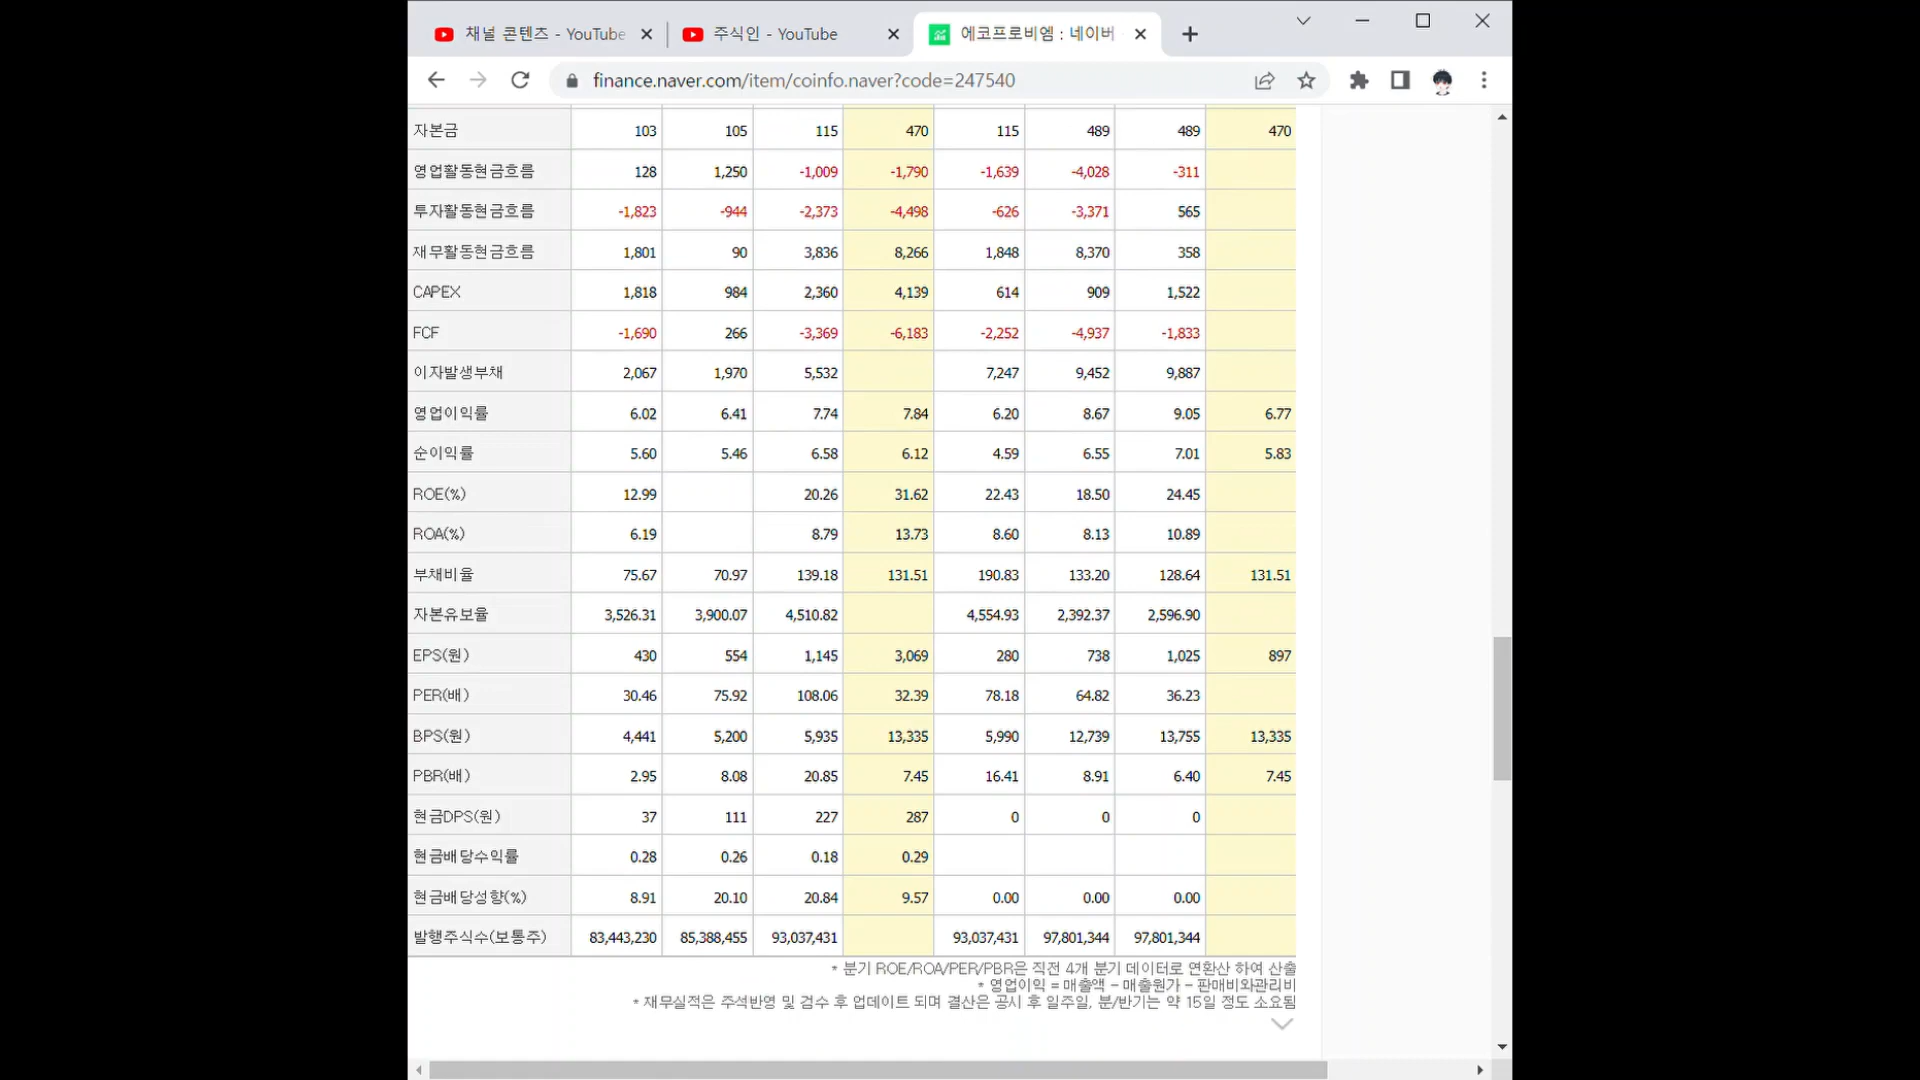 채널 콘텐츠 - YouTube
주식인 - YouTube
에코프로비엠 : 네이버
finance.naver.com/item/coinfo.naver?code=247540
자본금 103 105 115 470 115 489 489 470
영업활동현금흐름 128 1,250 -1,009 -1,790 -1,639 -4,028 -311
투자활동현금흐름 -1,823 -944 -2,373 -4,498 -626 -3,371 565
재무활동현금흐름 1,801 90 3,836 8,266 1,848 8,370 358
CAPEX 1,818 984 2,360 4,139 614 909 1,522
FCF -1,690 266 -3,369 -6,183 -2,252 -4,937 -1,833
이자발생부채 2,067 1,970 5,532 7,247 9,452 9,887
영업이익률 6.02 6.41 7.74 7.84 6.20 8.67 9.05 6.77
순이익률 5.60 5.46 6.58 6.12 4.59 6.55 7.01 5.83
ROE(%) 12.99 20.26 31.62 22.43 18.50 24.45
ROA(%) 6.19 8.79 13.73 8.60 8.13 10.89
부채비율 75.67 70.97 139.18 131.51 190.83 133.20 128.64 131.51
자본유보율 3,526.31 3,900.07 4,510.82 4,554.93 2,392.37 2,596.90
EPS(원) 430 554 1,145 3,069 280 738 1,025 897
PER(배) 30.46 75.92 108.06 32.39 78.18 64.82 36.23
BPS(원) 4,441 5,200 5,935 13,335 5,990 12,739 13,755 13,335
PBR(배) 2.95 8.08 20.85 7.45 16.41 8.91 6.40 7.45
현금DPS(원) 37 111 227 287 0 0 0
현금배당수익률 0.28 0.26 0.18 0.29
현금배당성향(%) 8.91 20.10 20.84 9.57 0.00 0.00 0.00
발행주식수(보통주) 83,443,230 85,388,455 93,037,431 93,037,431 97,801,344 97,801,344
* 분기 ROE/ROA/PER/PBR은 직전 4개 분기 데이터로 연환산 하여 산출
* 영업이익 = 매출액 - 매출원가 - 판매비와관리비
* 재무실적은 주석반영 및 검수 후 업데이트 되며 결산은 공시 후 일주일, 분/반기는 약 15일 정도 소요됨